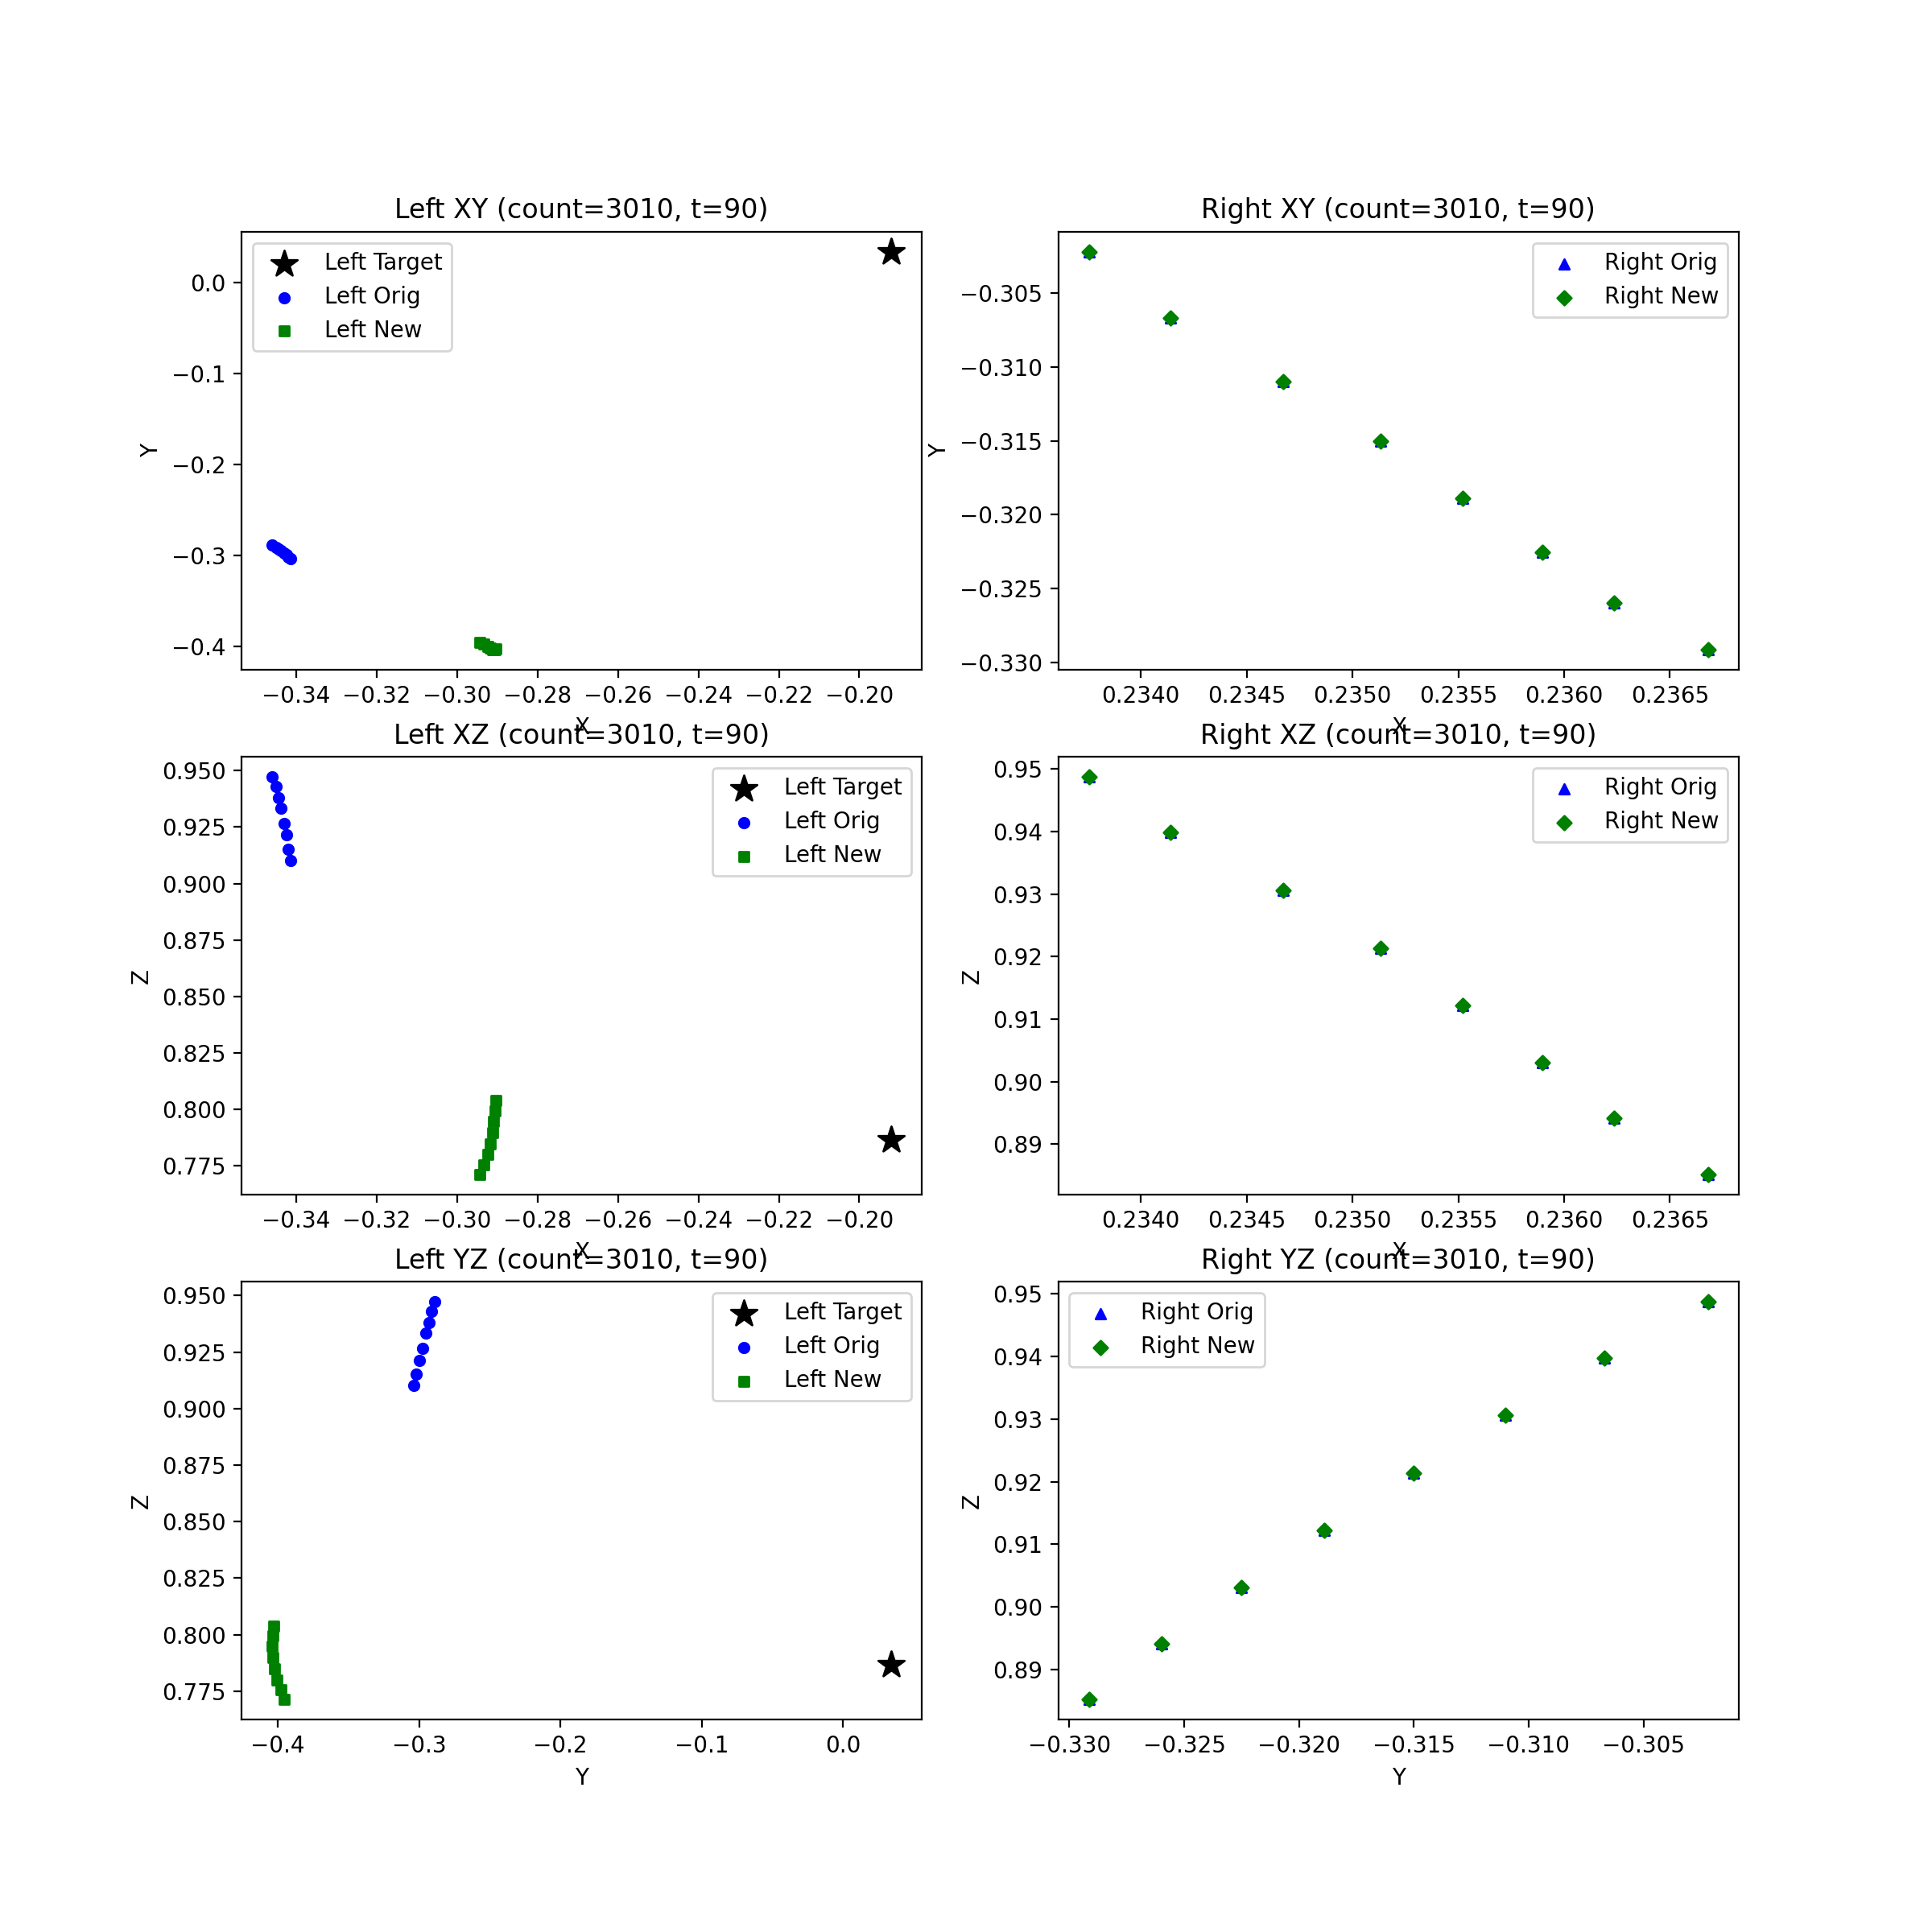 Left XY (count=3010, t=90)
Left Target
Left Orig
Left New
0.0
−0.1
−0.2
−0.3
−0.4
Y
−0.34 −0.32 −0.30 −0.28 −0.26 −0.24 −0.22 −0.20
X
Right XY (count=3010, t=90)
Right Orig
Right New
−0.305
−0.310
−0.315
−0.320
−0.325
−0.330
Y
0.2340 0.2345 0.2350 0.2355 0.2360 0.2365
X
Left XZ (count=3010, t=90)
Left Target
Left Orig
Left New
0.950
0.925
0.900
0.875
0.850
0.825
0.800
0.775
Z
−0.34 −0.32 −0.30 −0.28 −0.26 −0.24 −0.22 −0.20
X
Right XZ (count=3010, t=90)
Right Orig
Right New
0.95
0.94
0.93
0.92
0.91
0.90
0.89
Z
0.2340 0.2345 0.2350 0.2355 0.2360 0.2365
X
Left YZ (count=3010, t=90)
Left Target
Left Orig
Left New
0.950
0.925
0.900
0.875
0.850
0.825
0.800
0.775
Z
−0.4 −0.3 −0.2 −0.1 0.0
Y
Right YZ (count=3010, t=90)
Right Orig
Right New
0.95
0.94
0.93
0.92
0.91
0.90
0.89
Z
−0.330 −0.325 −0.320 −0.315 −0.310 −0.305
Y